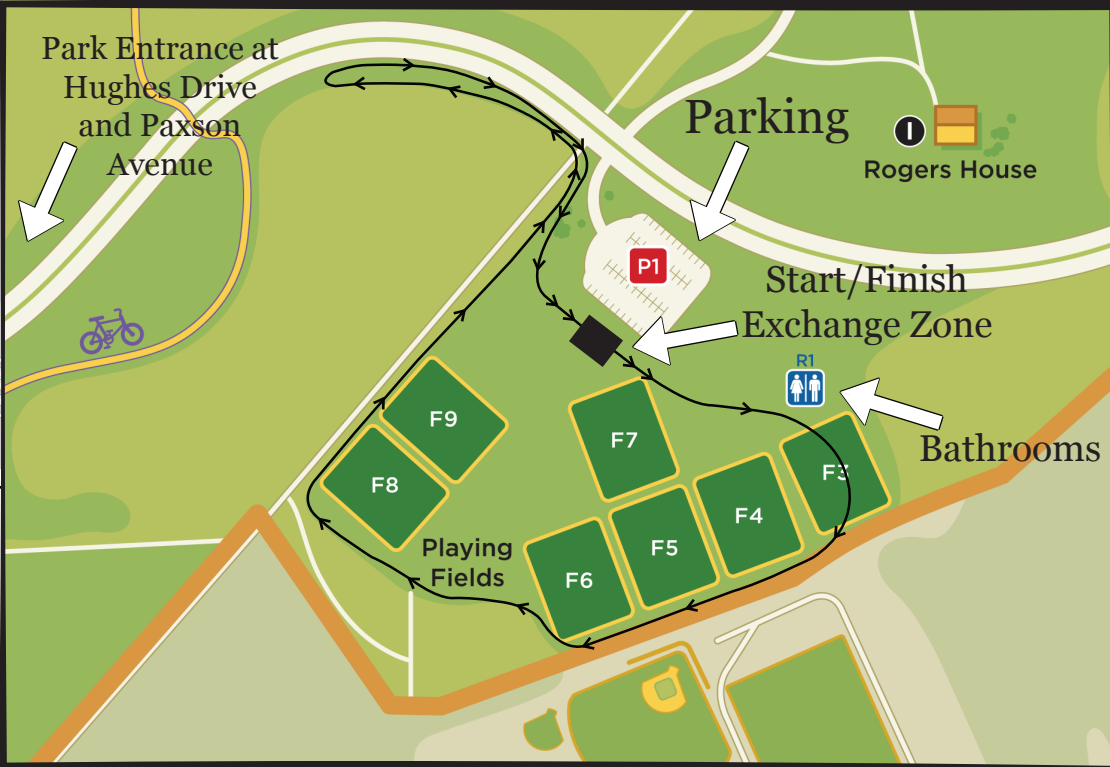 Park Entrance at
Hughes Drive
and Paxson
Avenue
Parking
I
Rogers House
P1
Start/Finish
Exchange Zone
R1
Bathrooms
F9
F7
F3
F8
F4
F5
F6
Playing
Fields